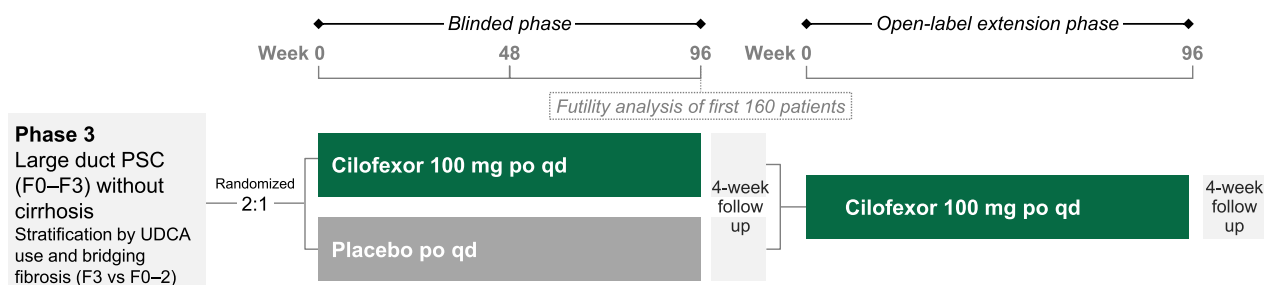 Blinded phase
Open-label extension phase
Week 0
48
96
Week 0
96
Futility analysis of first 160 patients
Phase 3
Large duct PSC
(F0–F3) without
cirrhosis
Stratification by UDCA
use and bridging
fibrosis (F3 vs F0–2)
Randomized
2:1
Cilofexor 100 mg po qd
Placebo po qd
4-week
follow
up
Cilofexor 100 mg po qd
4-week
follow
up